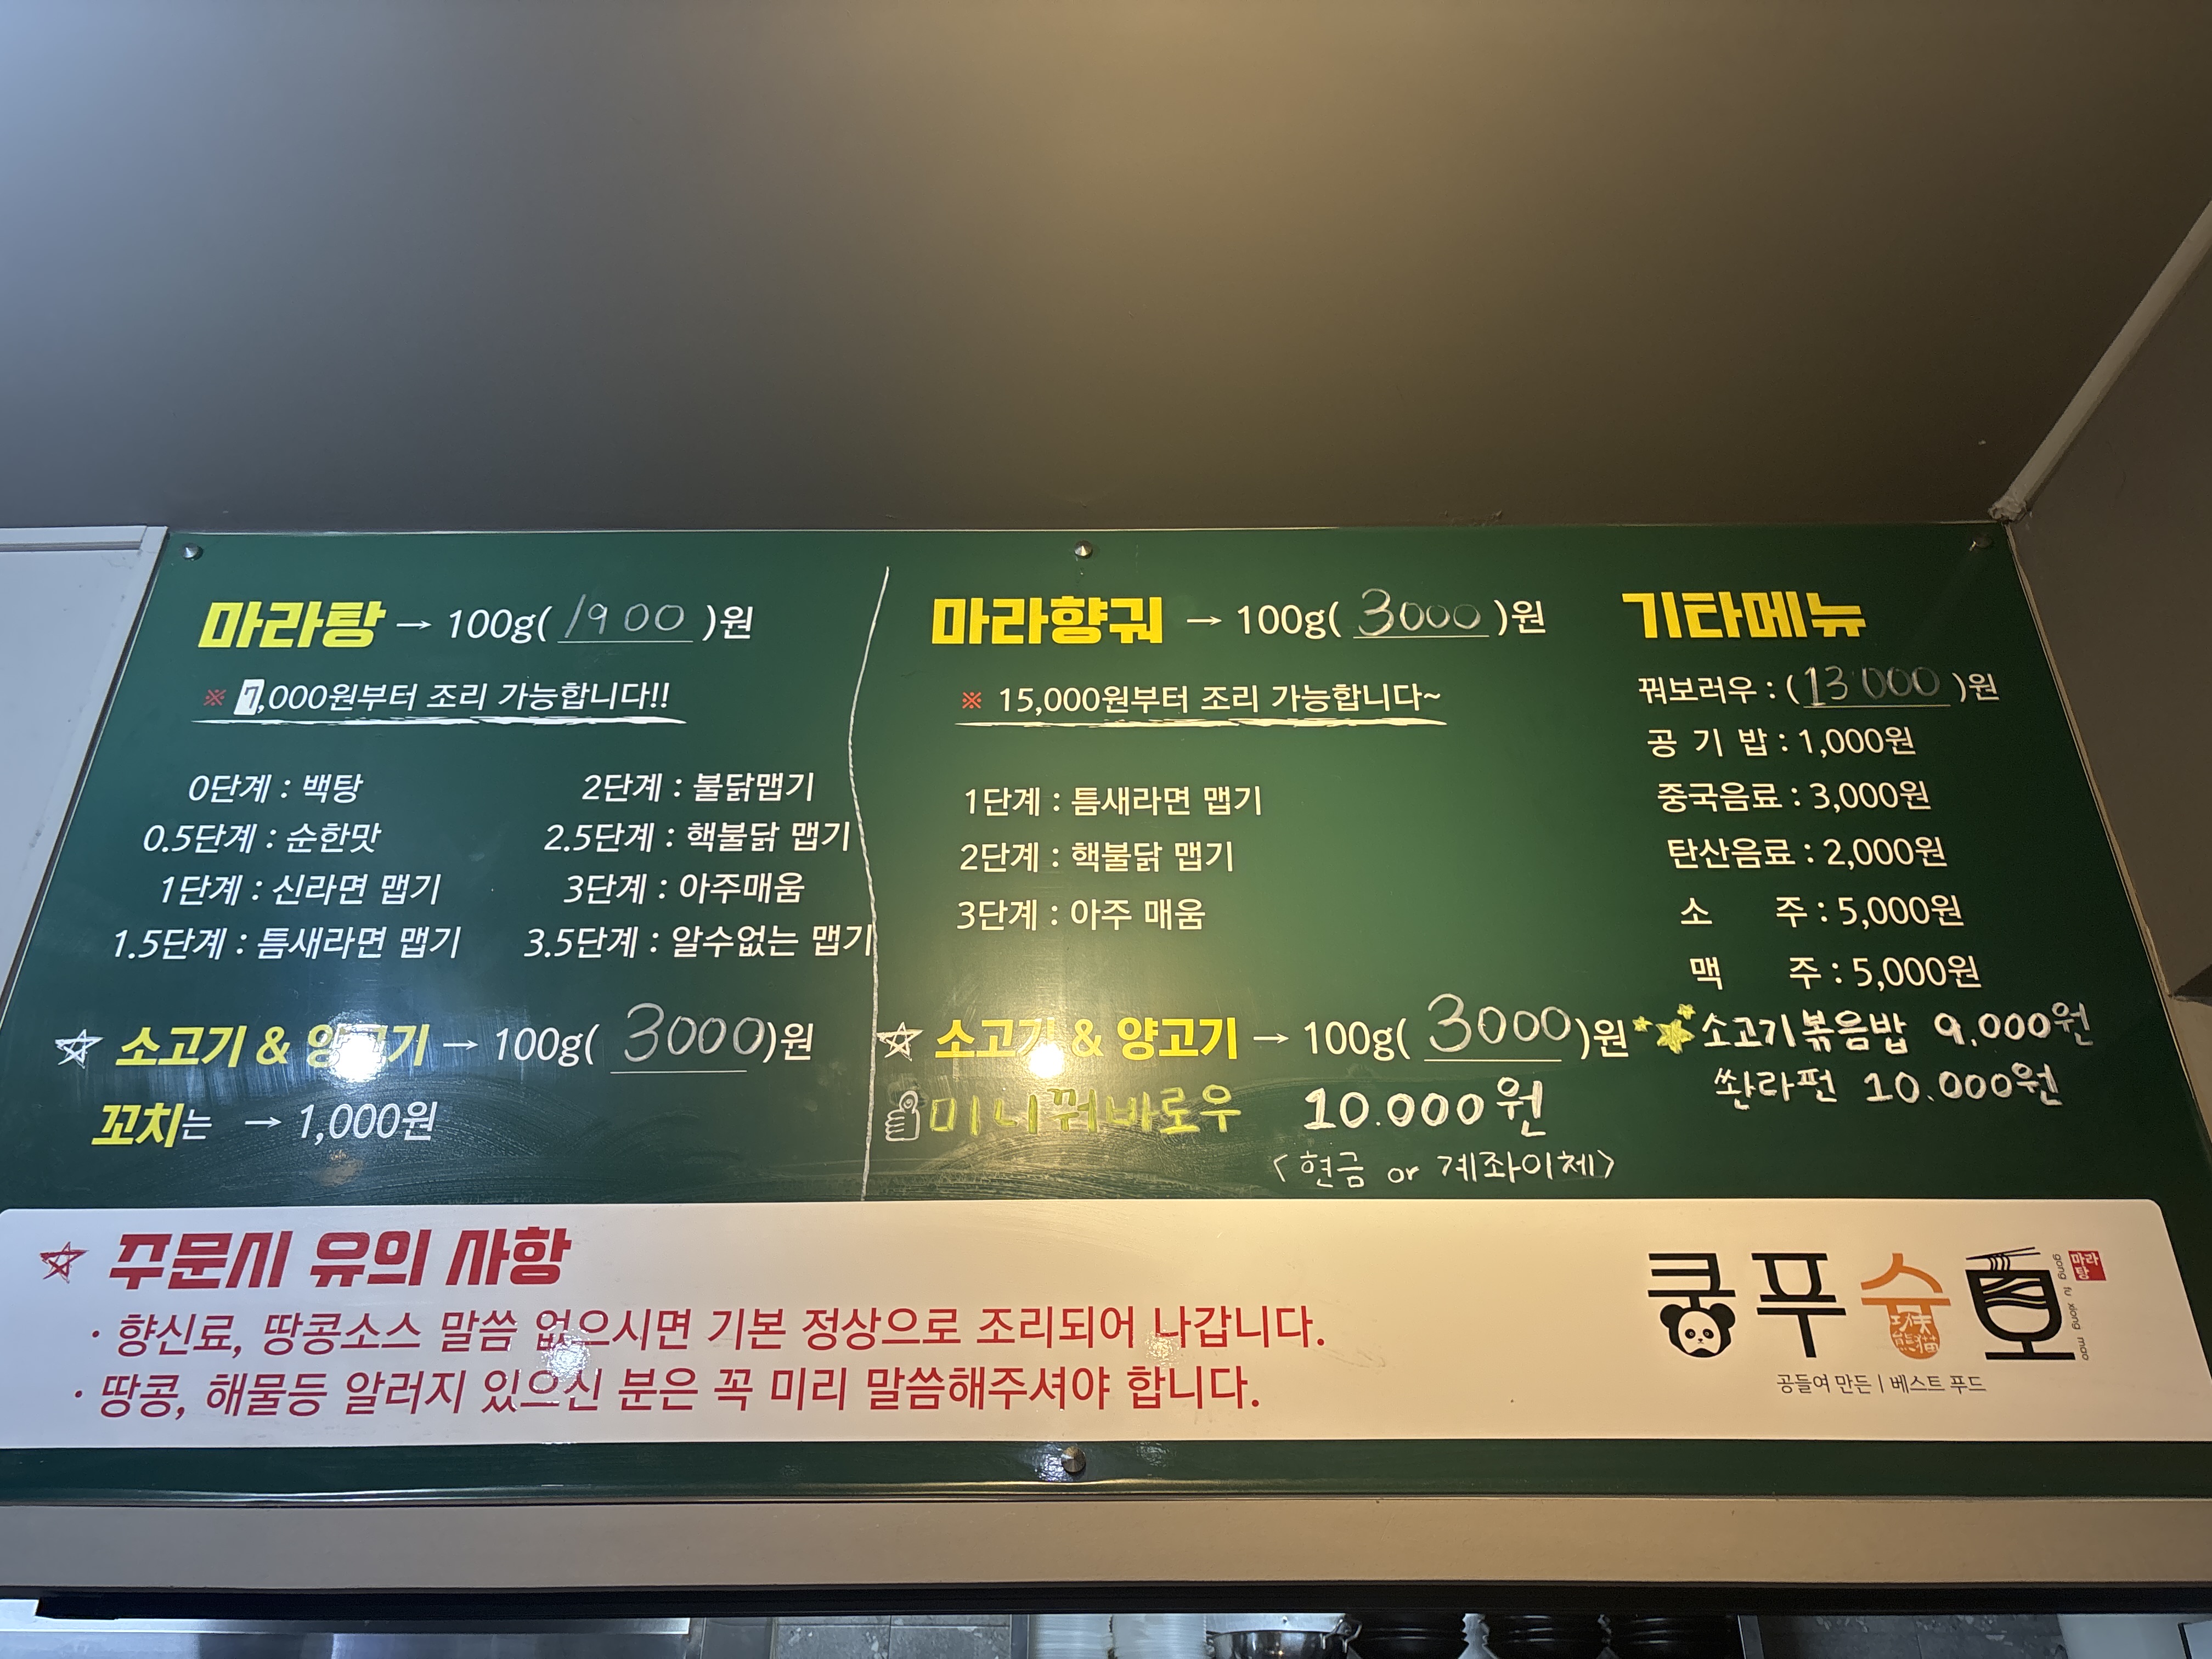 마라탕 → 100g( 1900 )원
※ 7,000원부터 조리 가능합니다!!
0단계 : 백탕
0.5단계 : 순한맛
1단계 : 신라면 맵기
1.5단계 : 틈새라면 맵기
2단계 : 불닭맵기
2.5단계 : 핵불닭 맵기
3단계 : 아주매움
3.5단계 : 알수없는 맵기
☆ 소고기 & 양고기 → 100g( 3000 )원
꼬치는 → 1,000원
마라향궈 → 100g( 3000 )원
※ 15,000원부터 조리 가능합니다~
1단계 : 틈새라면 맵기
2단계 : 핵불닭 맵기
3단계 : 아주 매움
☆ 소고기 & 양고기 → 100g( 3000 )원
미니꿔바로우 10.000원
<현금 or 계좌이체>
기타메뉴
꿔보러우 : ( 13000 )원
공 기 밥 : 1,000원
중국음료 : 3,000원
탄산음료 : 2,000원
소 주 : 5,000원
맥 주 : 5,000원
소고기볶음밥 9.000원
쏸라펀 10.000원
☆ 주문시 유의 사항
· 향신료, 땅콩소스 말씀 없으시면 기본 정상으로 조리되어 나갑니다.
· 땅콩, 해물등 알러지 있으신 분은 꼭 미리 말씀해주셔야 합니다.
쿵푸슝모
마라탕
gong fu xiong mao
공들여 만든 | 베스트 푸드